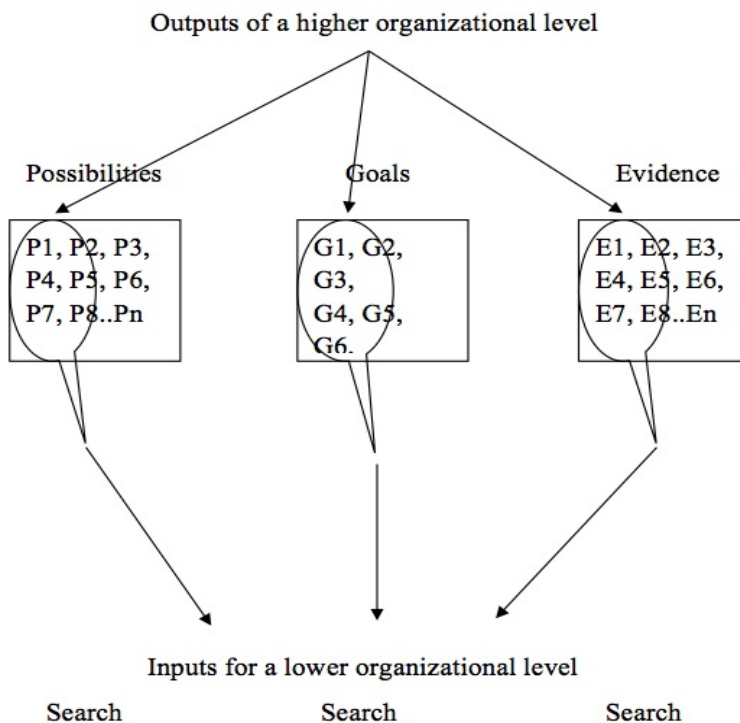 Outputs of a higher organizational level
Possibilities Goals Evidence
P1, P2, P3,
P4, P5, P6,
P7, P8..Pn
G1, G2,
G3,
G4, G5,
G6.
E1, E2, E3,
E4, E5, E6,
E7, E8..En
Inputs for a lower organizational level
Search Search Search